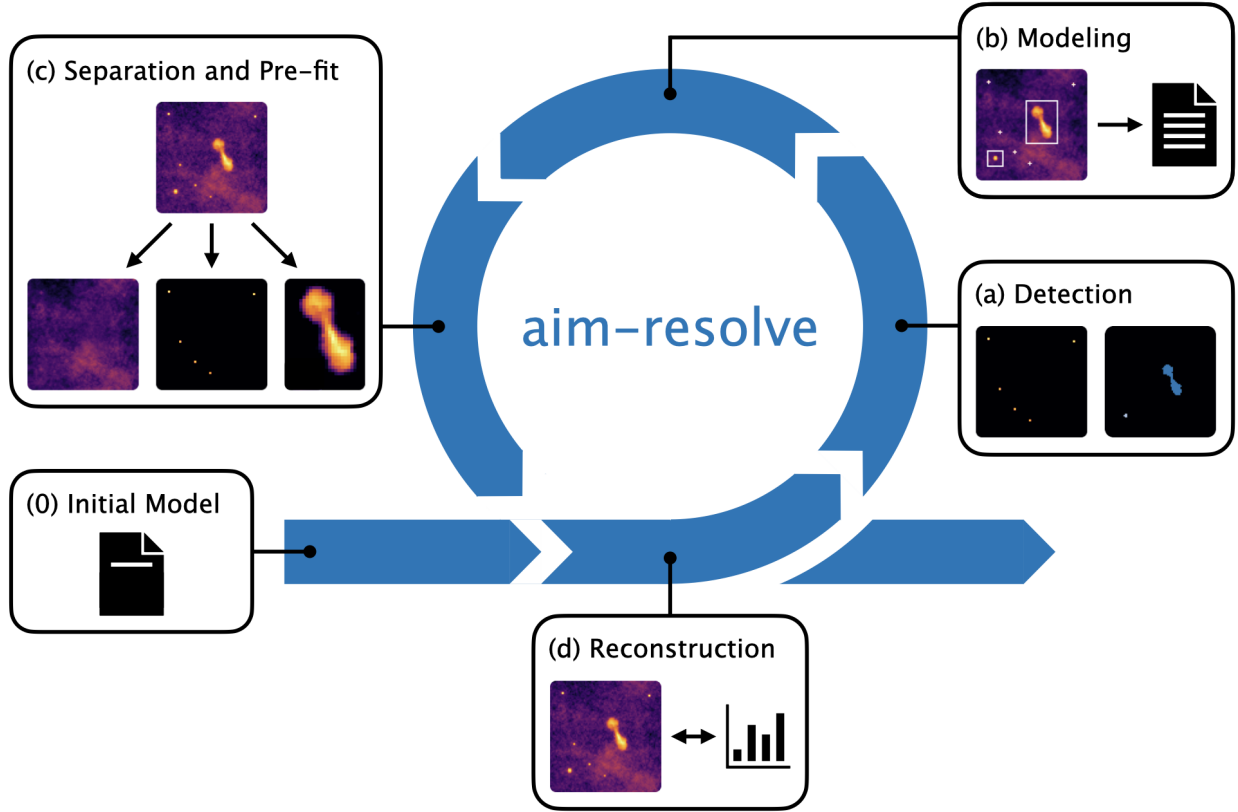 (c) Separation and Pre-fit
(b) Modeling
(a) Detection
aim-resolve
(0) Initial Model
(d) Reconstruction